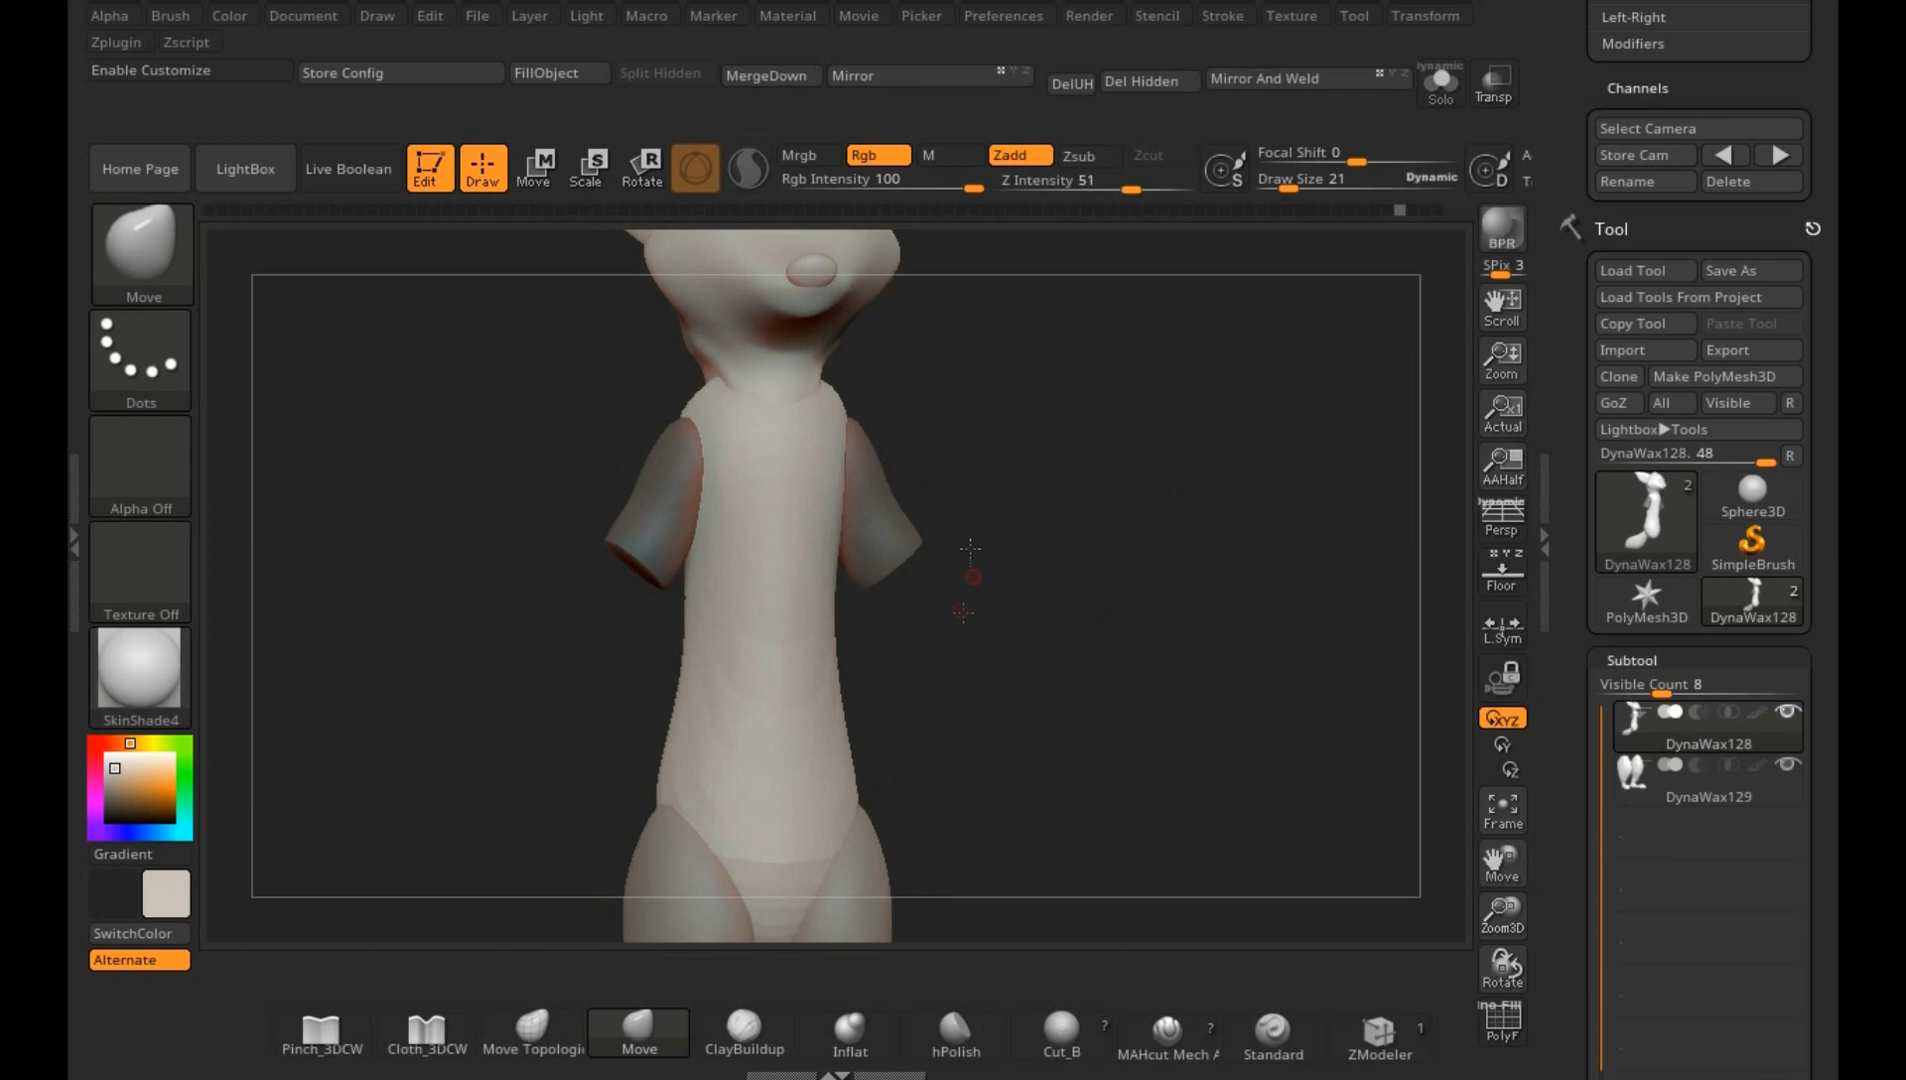 Alpha Brush Color Document Draw Edit File Layer Light Macro Marker Material Movie Picker Preferences Render Stencil Stroke Texture Tool Transform
Zplugin Zscript
Enable Customize Store Config FillObject Split Hidden MergeDown Mirror DelUH Del Hidden Mirror And Weld Dynamic Solo Transp
Home Page LightBox Live Boolean Edit Draw Move Scale Rotate
Mrgb Rgb M Zadd Zsub Zcut Focal Shift 0
Rgb Intensity 100 Z Intensity 51 Draw Size 21 Dynamic
Move
Dots
Alpha Off
Texture Off
SkinShade4
Gradient
SwitchColor
Alternate
BPR
SPix 3
Scroll
Zoom
Actual
AAHalf
Dynamic
Persp
Floor
L.Sym
XYZ
Y
Z
Frame
Move
Zoom3D
Rotate
PolyF
Left-Right
Modifiers
Channels
Select Camera
Store Cam
Rename Delete
Tool
Load Tool Save As
Load Tools From Project
Copy Tool Paste Tool
Import Export
Clone Make PolyMesh3D
GoZ All Visible R
Lightbox▶Tools
DynaWax128. 48 R
2 Sphere3D
DynaWax128 SimpleBrush
2
PolyMesh3D DynaWax128
Subtool
Visible Count 8
DynaWax128
DynaWax129
Pinch_3DCW Cloth_3DCW Move Topologi Move ClayBuildup Inflat hPolish Cut_B ? MAHcut Mech A ? Standard ZModeler 1